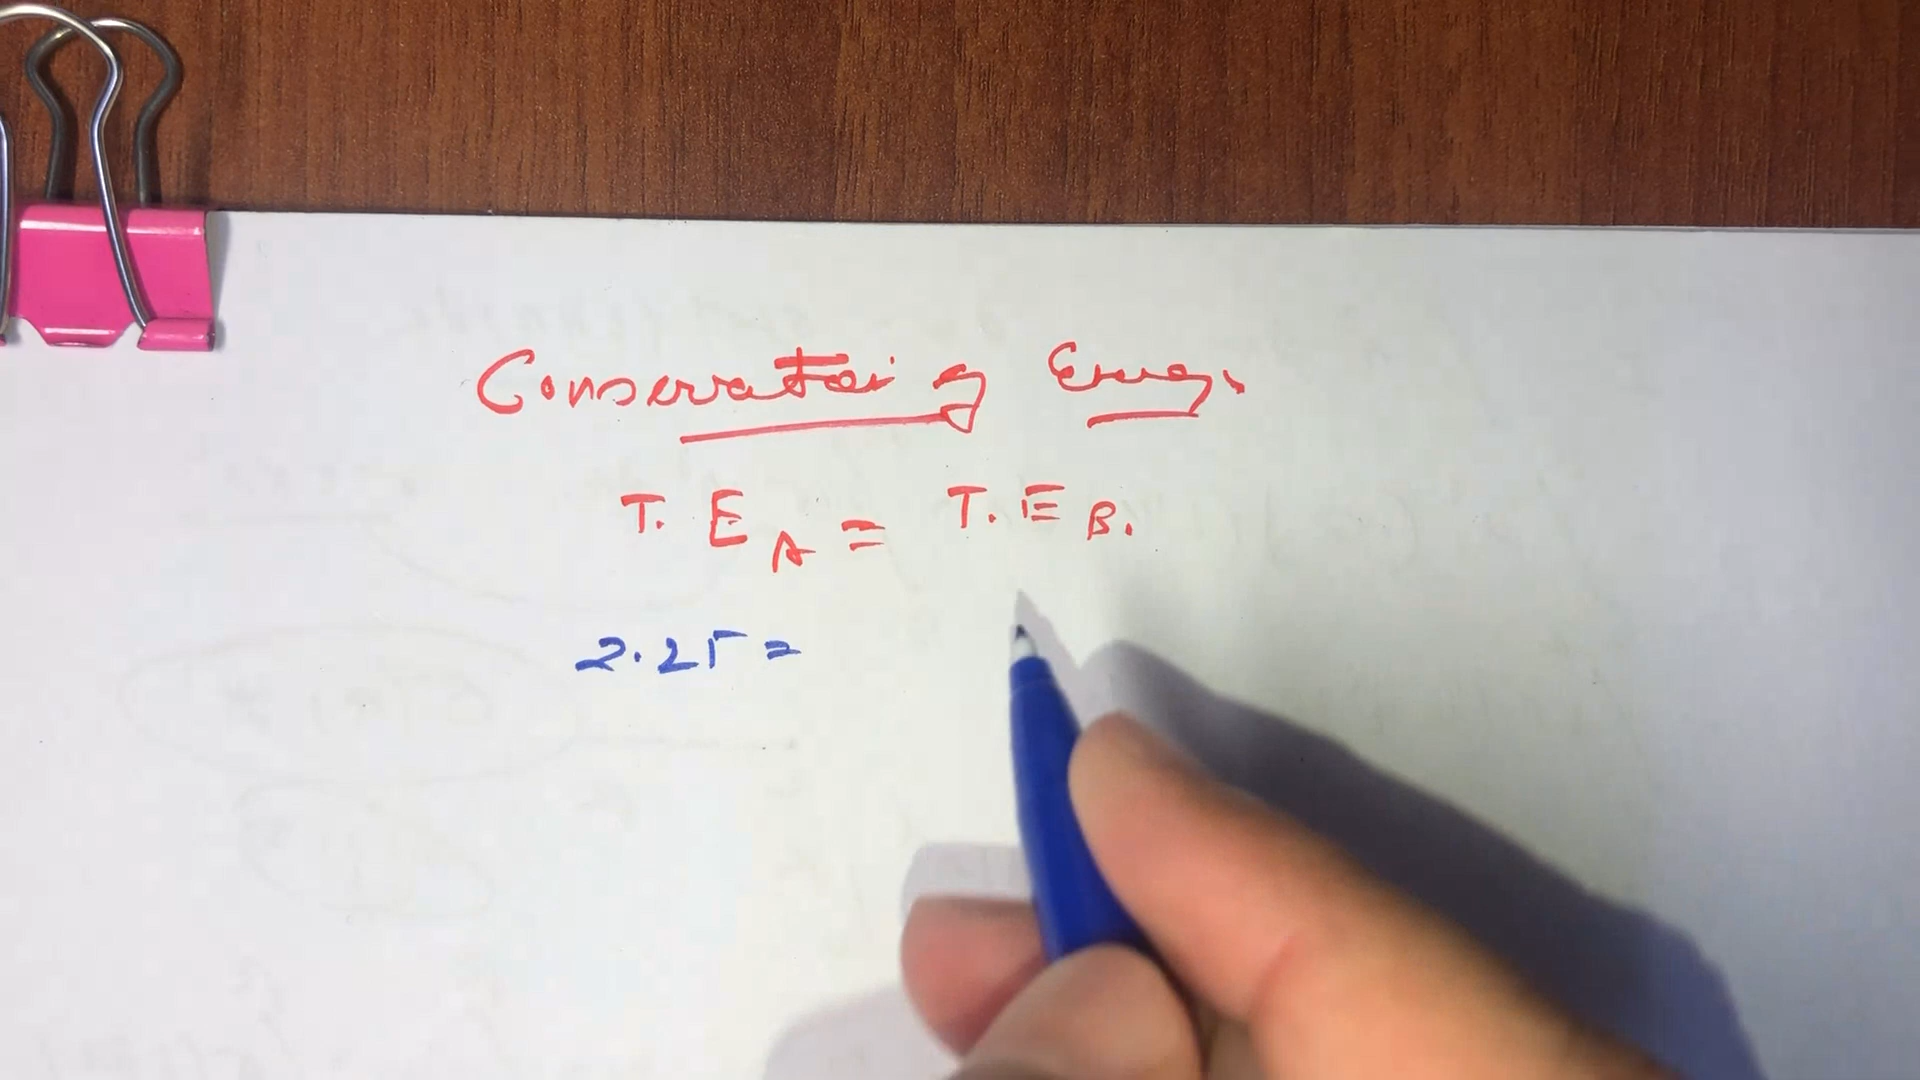 Conservation of Energy
T. E A = T. E B.
2.25 =